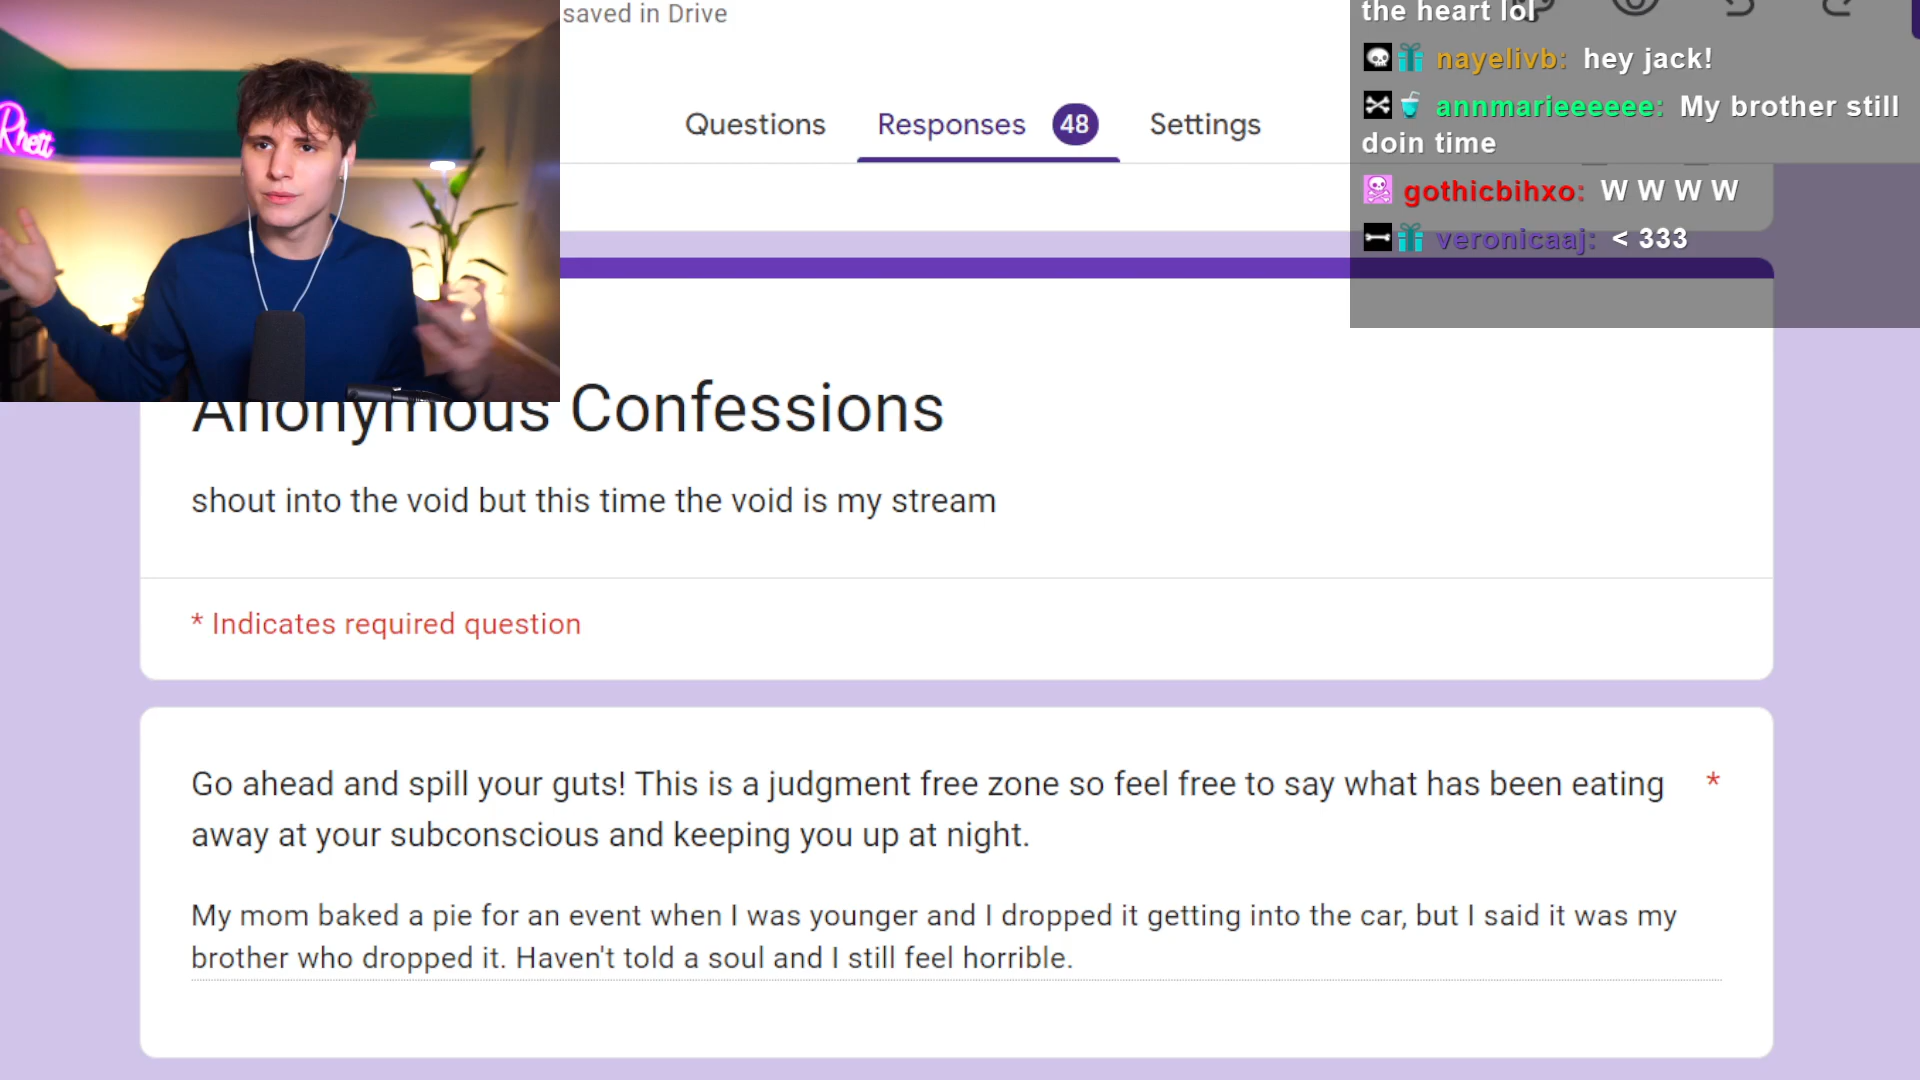 saved in Drive
Rhett
Questions Responses 48 Settings
the heart lol
nayelivb: hey jack!
annmarieeeeee: My brother still
doin time
gothicbihxo: W W W W
veronicaaj: < 333
Anonymous Confessions
shout into the void but this time the void is my stream
* Indicates required question
Go ahead and spill your guts! This is a judgment free zone so feel free to say what has been eating *
away at your subconscious and keeping you up at night.
My mom baked a pie for an event when I was younger and I dropped it getting into the car, but I said it was my
brother who dropped it. Haven't told a soul and I still feel horrible.